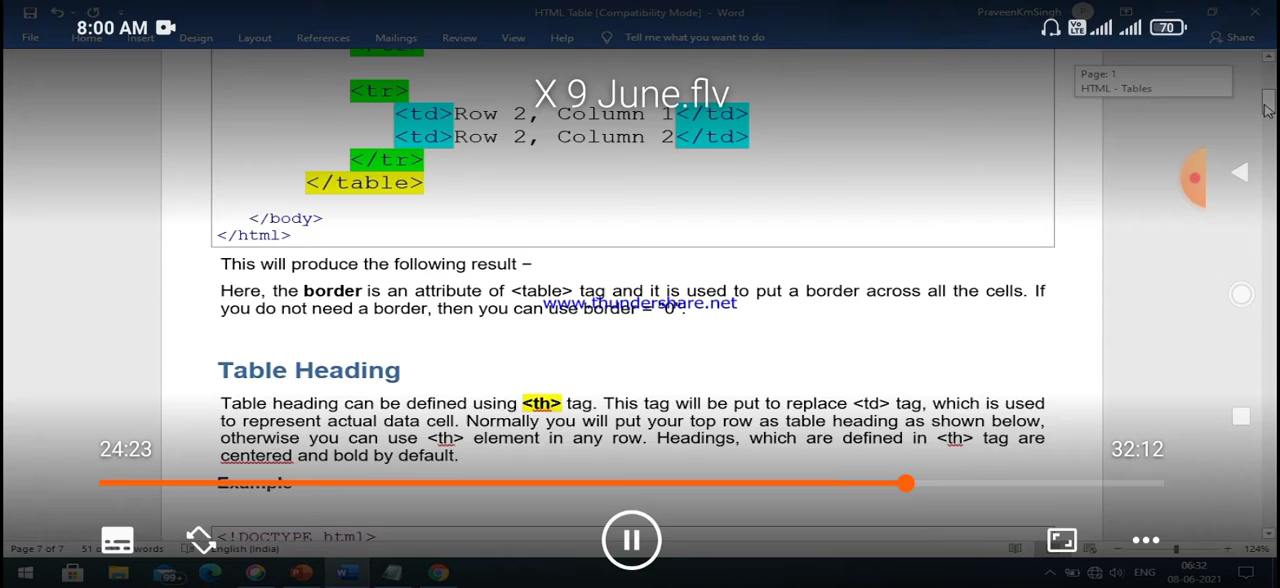 HTML Table [Compatibility Mode] - Word
PraveenKmSingh
8:00 AM
70
File Home Insert Design Layout References Mailings Review View Help Tell me what you want to do Share
X 9 June.flv
Page: 1
HTML - Tables
<tr>
<td>Row 2, Column 1</td>
<td>Row 2, Column 2</td>
</tr>
</table>
</body>
</html>
This will produce the following result –
Here, the border is an attribute of <table> tag and it is used to put a border across all the cells. If
you do not need a border, then you can use border = "0".
www.thundershare.net
Table Heading
Table heading can be defined using <th> tag. This tag will be put to replace <td> tag, which is used
to represent actual data cell. Normally you will put your top row as table heading as shown below,
otherwise you can use <th> element in any row. Headings, which are defined in <th> tag are
centered and bold by default.
24:23
32:12
Example
<!DOCTYPE html>
Page 7 of 7 words English (India) 124%
99+
ENG
06:32
08-06-2021